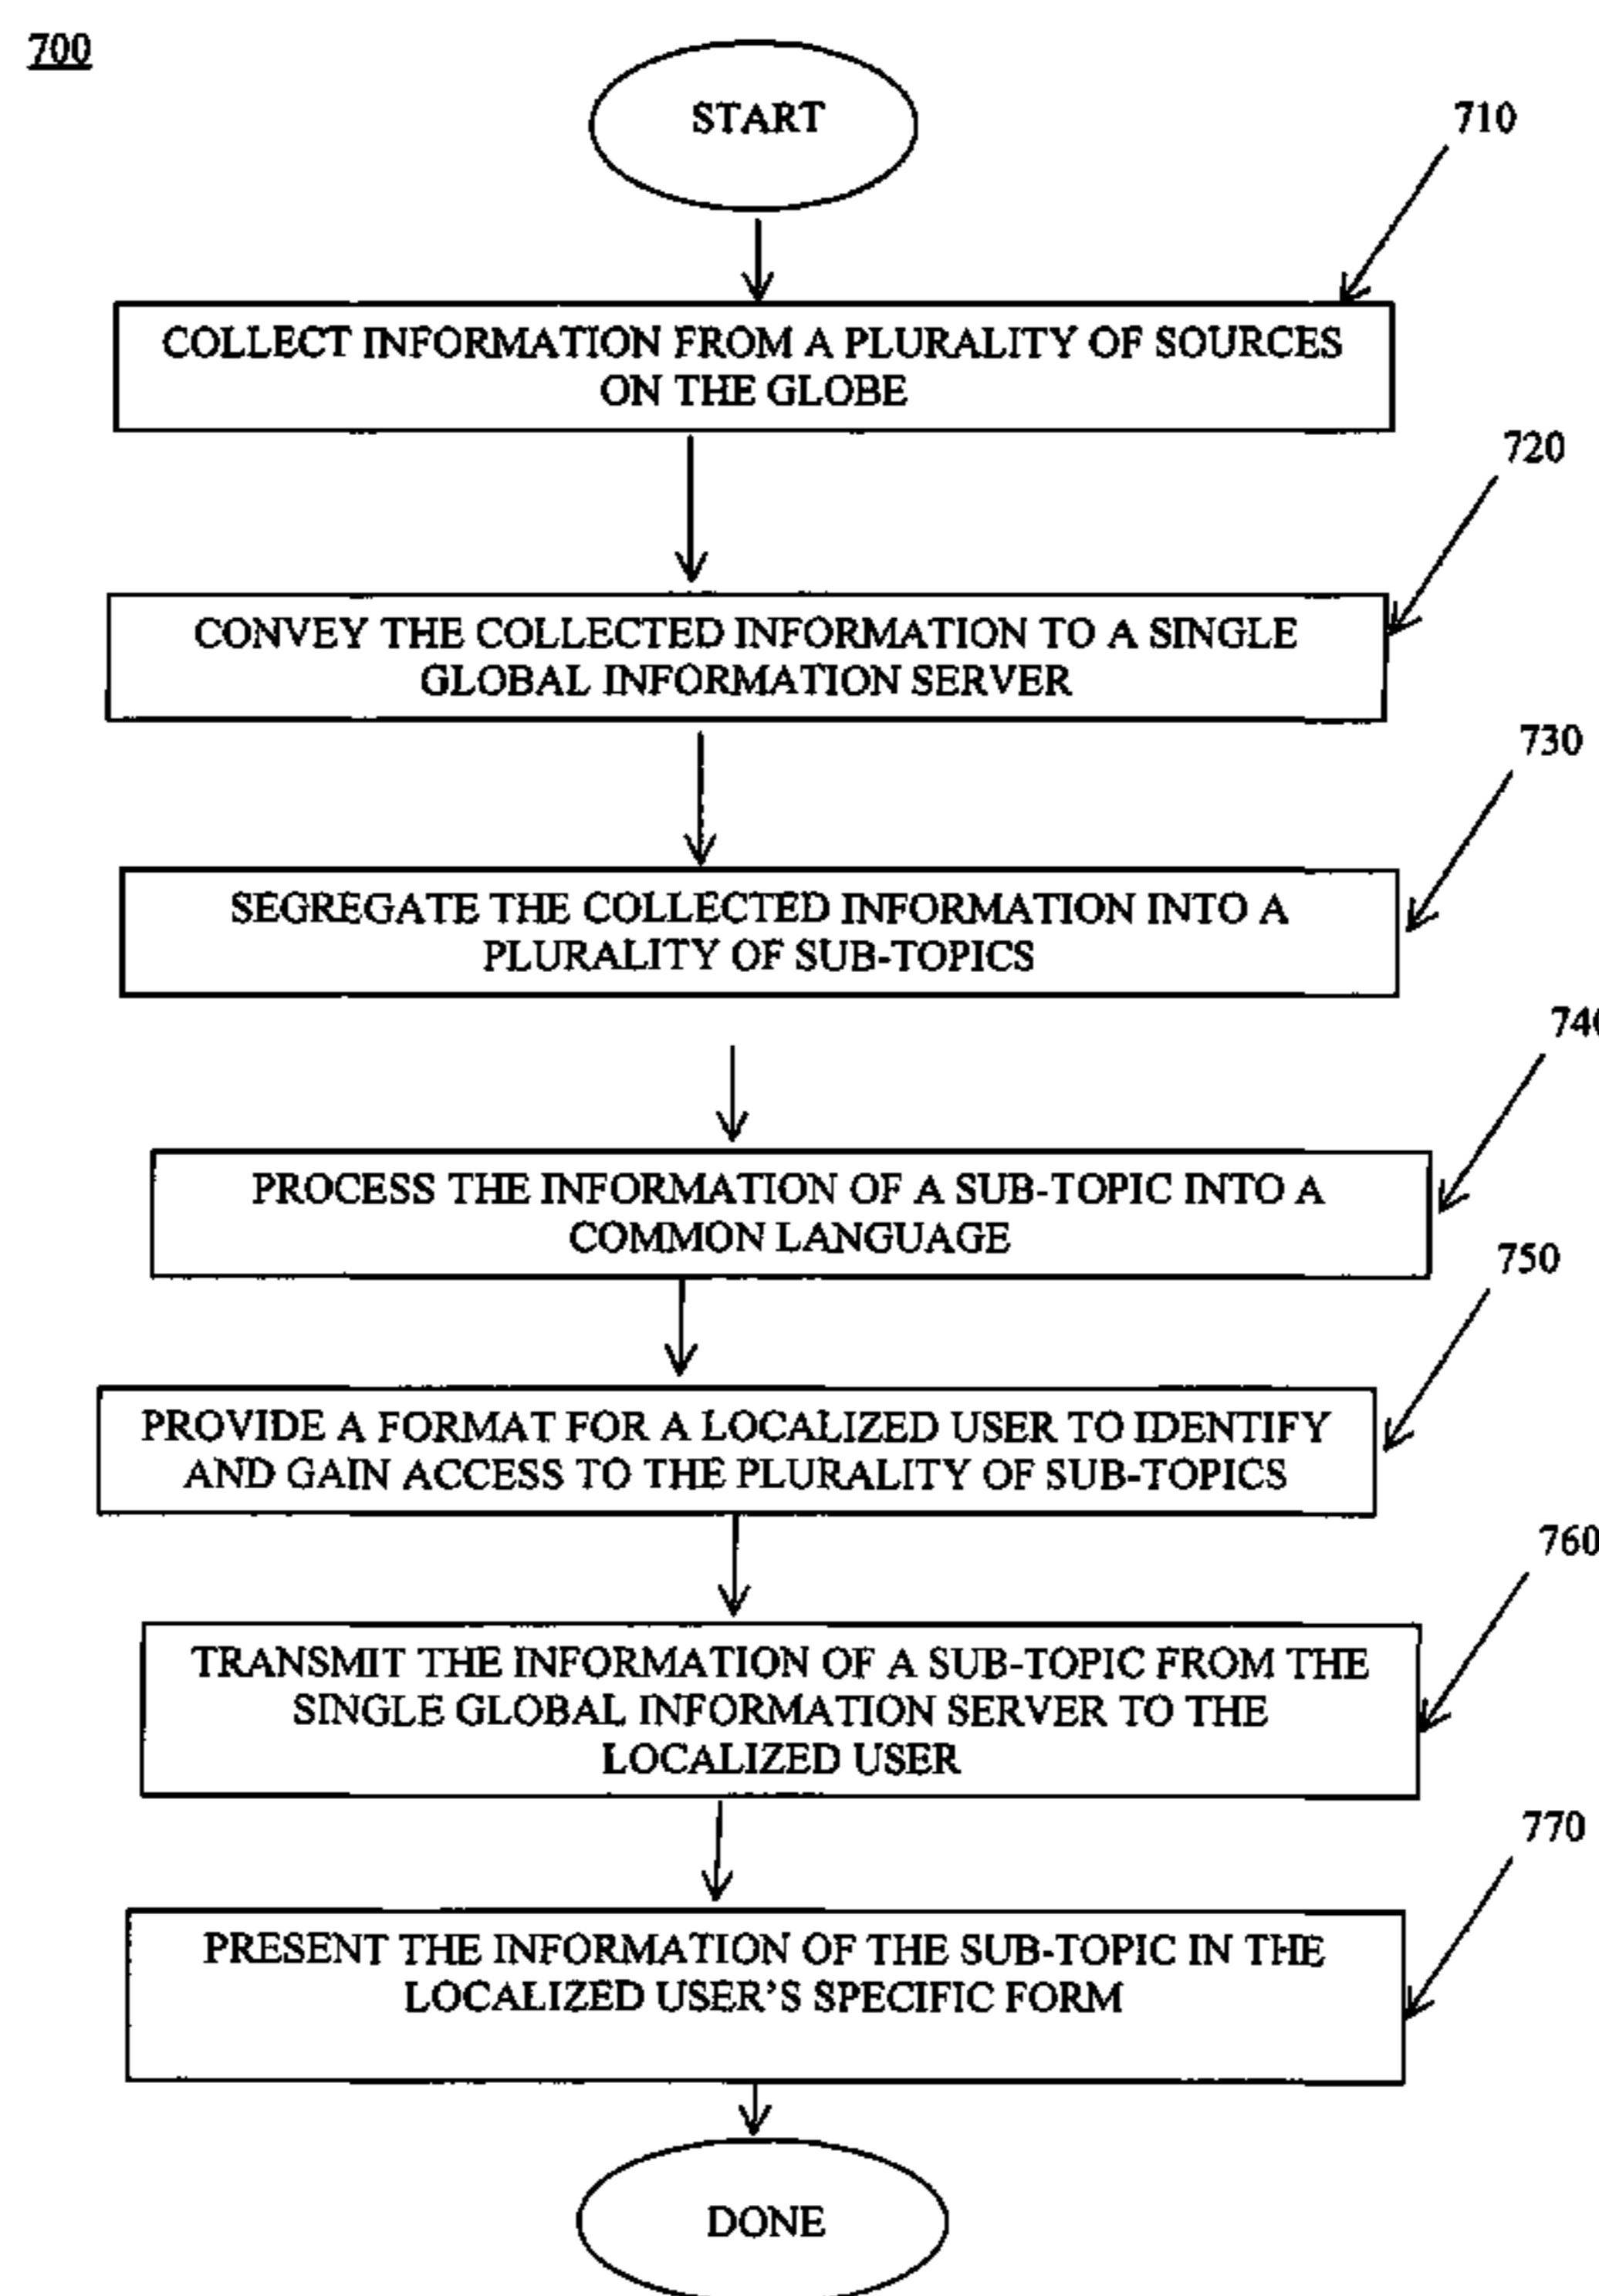 700
START
710
COLLECT INFORMATION FROM A PLURALITY OF SOURCES
ON THE GLOBE
720
CONVEY THE COLLECTED INFORMATION TO A SINGLE
GLOBAL INFORMATION SERVER
730
SEGREGATE THE COLLECTED INFORMATION INTO A
PLURALITY OF SUB-TOPICS
740
PROCESS THE INFORMATION OF A SUB-TOPIC INTO A
COMMON LANGUAGE
750
PROVIDE A FORMAT FOR A LOCALIZED USER TO IDENTIFY
AND GAIN ACCESS TO THE PLURALITY OF SUB-TOPICS
760
TRANSMIT THE INFORMATION OF A SUB-TOPIC FROM THE
SINGLE GLOBAL INFORMATION SERVER TO THE
LOCALIZED USER
770
PRESENT THE INFORMATION OF THE SUB-TOPIC IN THE
LOCALIZED USER'S SPECIFIC FORM
DONE